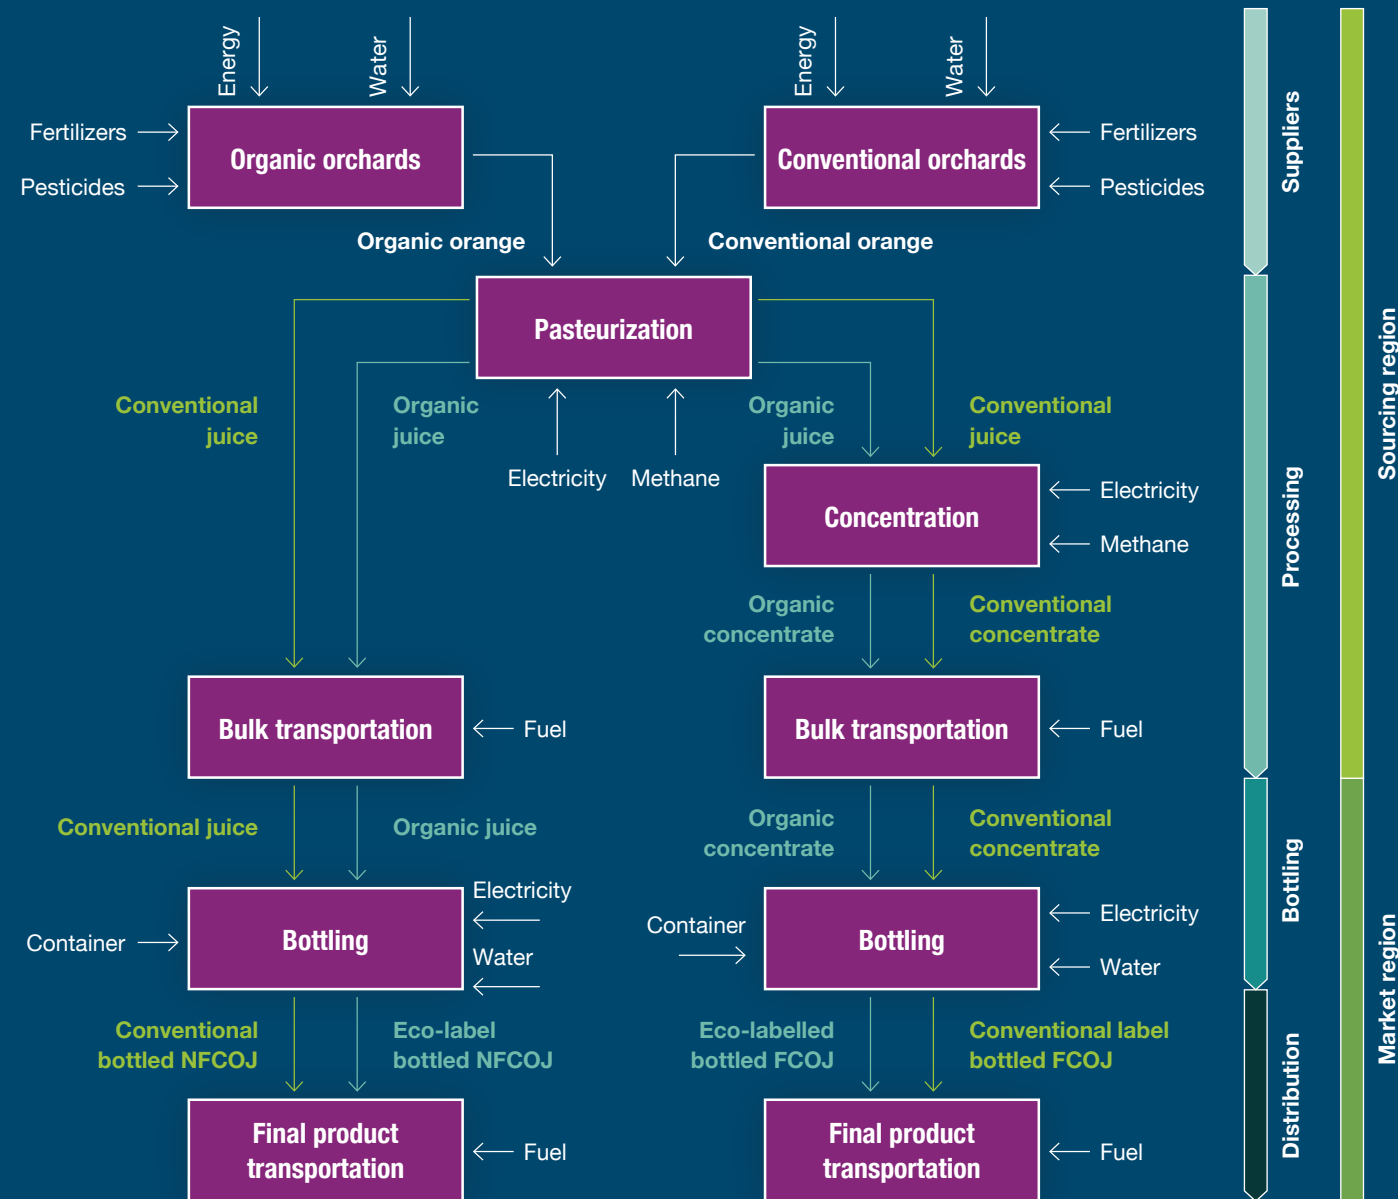 Energy
Water
Energy
Water
Fertilizers
Pesticides
Organic orchards
Conventional orchards
Fertilizers
Pesticides
Organic orange
Conventional orange
Pasteurization
Conventional
juice
Organic
juice
Organic
juice
Conventional
juice
Electricity
Methane
Concentration
Electricity
Methane
Organic
concentrate
Conventional
concentrate
Bulk transportation
Fuel
Bulk transportation
Fuel
Conventional juice
Organic juice
Organic
concentrate
Conventional
concentrate
Container
Bottling
Electricity
Water
Container
Bottling
Electricity
Water
Conventional
bottled NFCOJ
Eco-label
bottled NFCOJ
Eco-labelled
bottled FCOJ
Conventional label
bottled FCOJ
Final product
transportation
Fuel
Final product
transportation
Fuel
Suppliers
Processing
Bottling
Distribution
Sourcing region
Market region